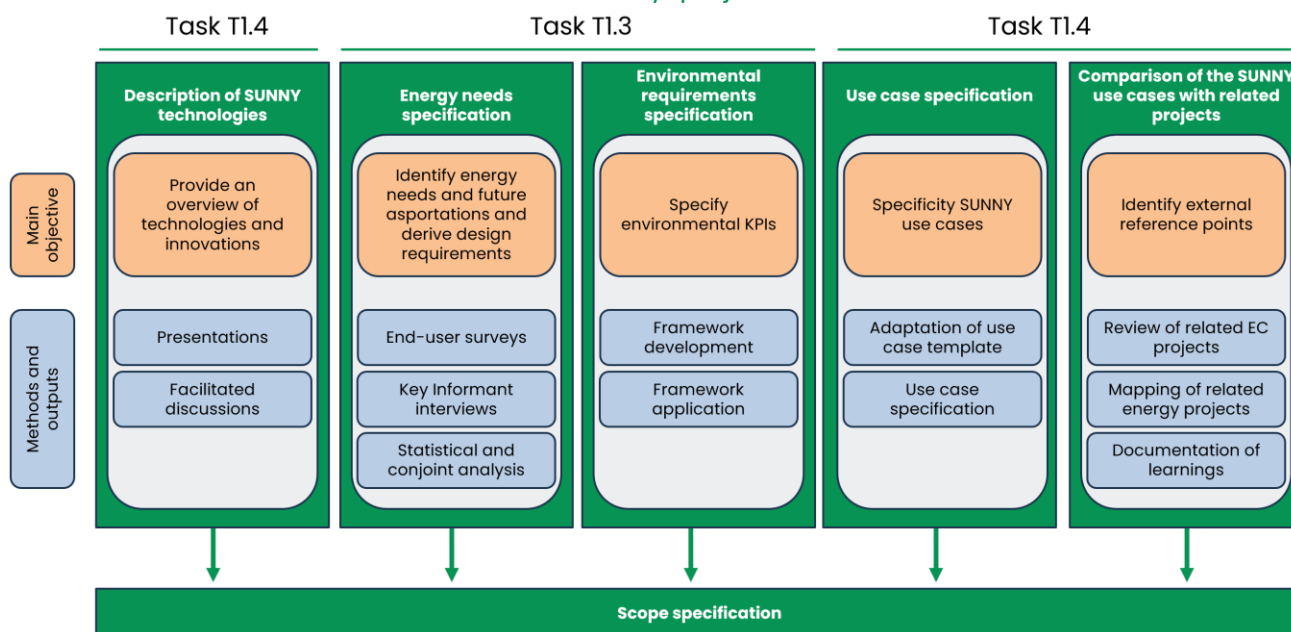 Task T1.4
Task T1.3
Task T1.4
Description of SUNNY
technologies
Energy needs
specification
Environmental
requirements
specification
Use case specification
Comparison of the SUNNY
use cases with related
projects
Main
objective
Provide an
overview of
technologies and
innovations
Identify energy
needs and future
asportations and
derive design
requirements
Specify
environmental KPIs
Specificity SUNNY
use cases
Identify external
reference points
Methods and
outputs
Presentations
Facilitated
discussions
End-user surveys
Key Informant
interviews
Statistical and
conjoint analysis
Framework
development
Framework
application
Adaptation of use
case template
Use case
specification
Review of related EC
projects
Mapping of related
energy projects
Documentation of
learnings
Scope specification